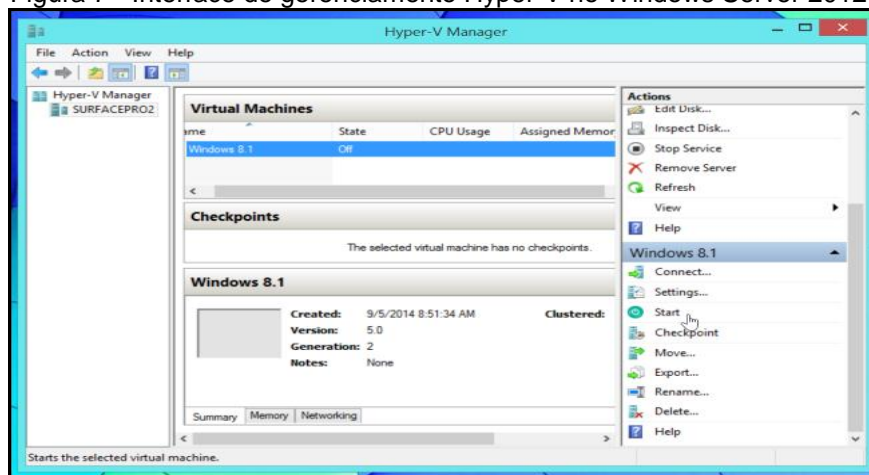 Figura 7 - Interface do gerenciamento Hyper-V no Windows Server 2012
Hyper-V Manager
File Action View Help
Hyper-V Manager
SURFACEPRO2
Virtual Machines
ame State CPU Usage Assigned Memor
Windows 8.1 Off
Checkpoints
The selected virtual machine has no checkpoints.
Windows 8.1
Created: 9/5/2014 8:51:34 AM Clustered:
Version: 5.0
Generation: 2
Notes: None
Summary Memory Networking
Actions
Edit Disk...
Inspect Disk...
Stop Service
Remove Server
Refresh
View
Help
Windows 8.1
Connect...
Settings...
Start
Checkpoint
Move...
Export...
Rename...
Delete...
Help
Starts the selected virtual machine.